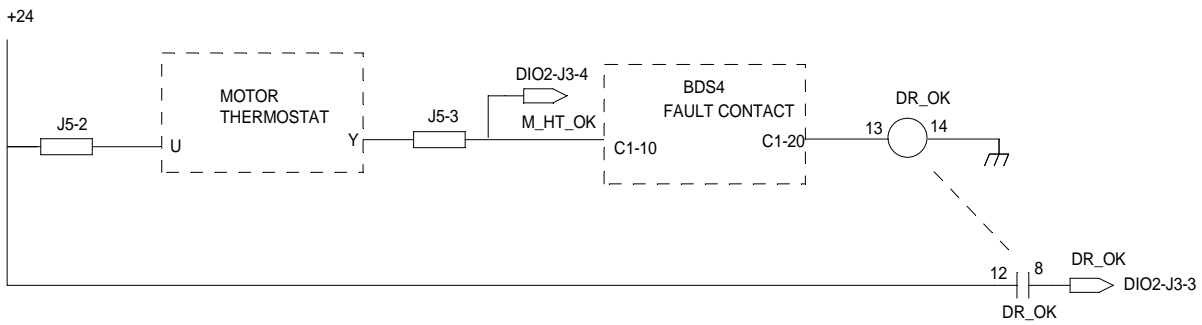 +24
J5-2
MOTOR
THERMOSTAT
U
Y
J5-3
DIO2-J3-4
M_HT_OK
BDS4
FAULT CONTACT
C1-10
C1-20
DR_OK
13
14
12
8
DR_OK
DIO2-J3-3
DR_OK